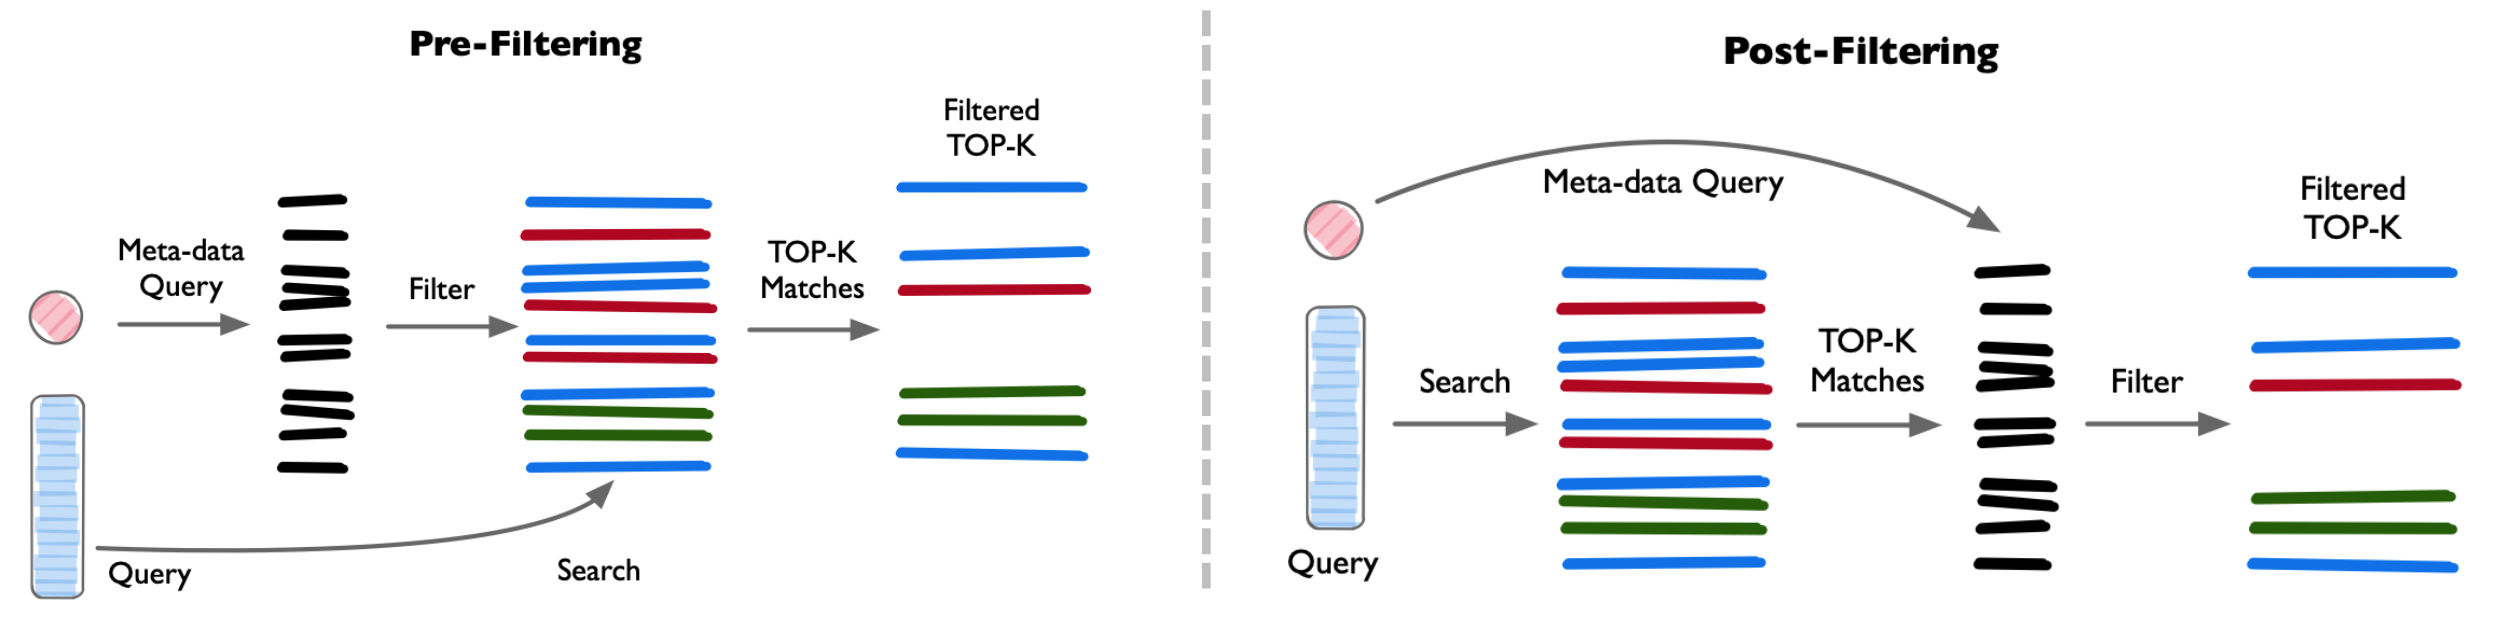 Pre-Filtering
Filtered
TOP-K
Meta-data
Query
Filter
TOP-K
Matches
Query
Search
Post-Filtering
Meta-data Query
Filtered
TOP-K
Search
TOP-K
Matches
Filter
Query